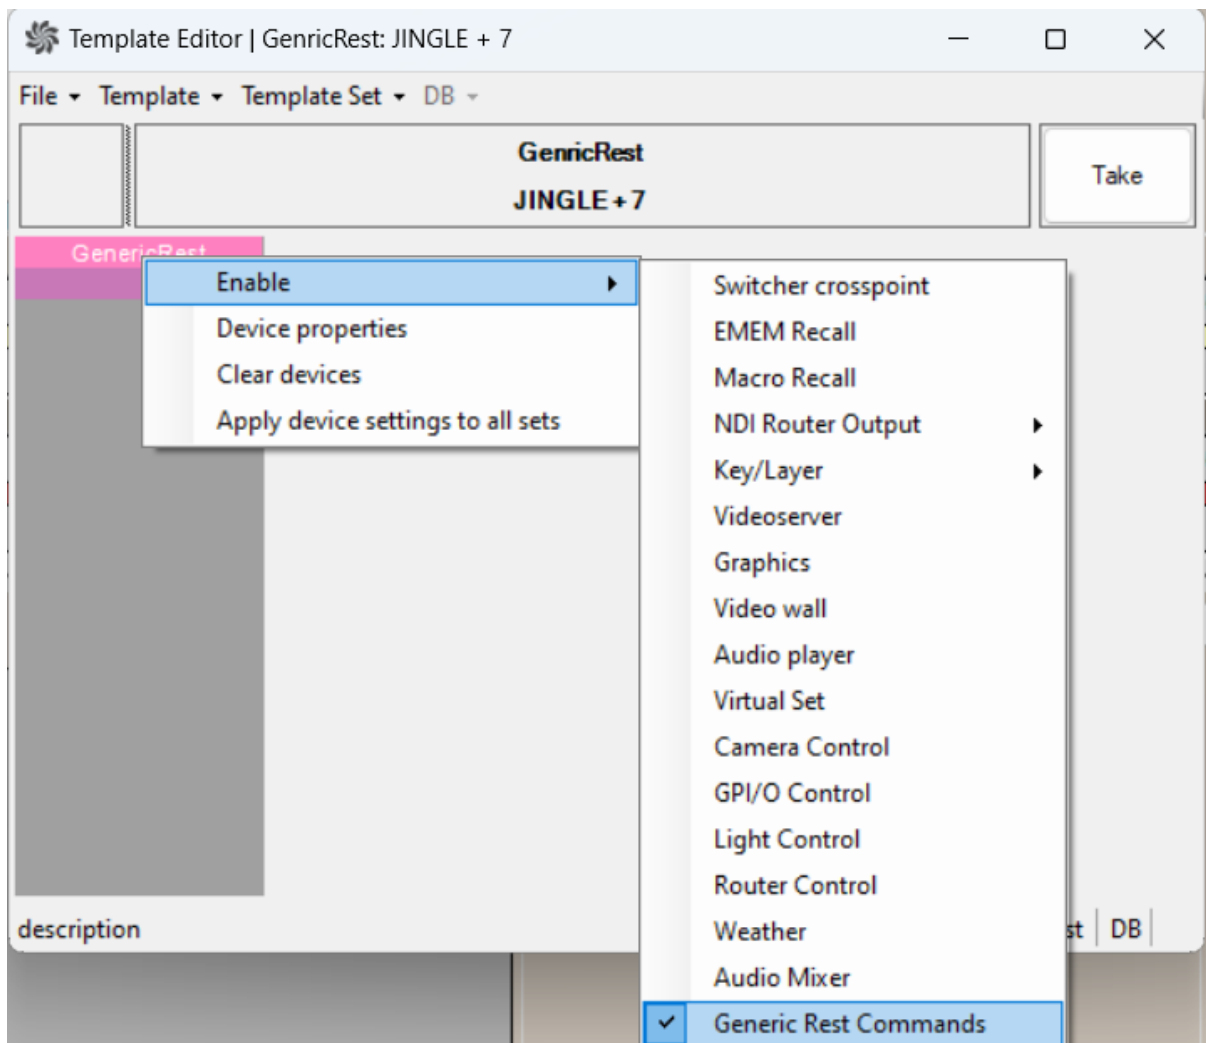 Template Editor | GenricRest: JINGLE + 7
File Template Template Set DB
GenricRest
JINGLE + 7
Take
GenericRest
Enable
Device properties
Clear devices
Apply device settings to all sets
Switcher crosspoint
EMEM Recall
Macro Recall
NDI Router Output
Key/Layer
Videoserver
Graphics
Video wall
Audio player
Virtual Set
Camera Control
GPI/O Control
Light Control
Router Control
Weather
Audio Mixer
Generic Rest Commands
description
st DB